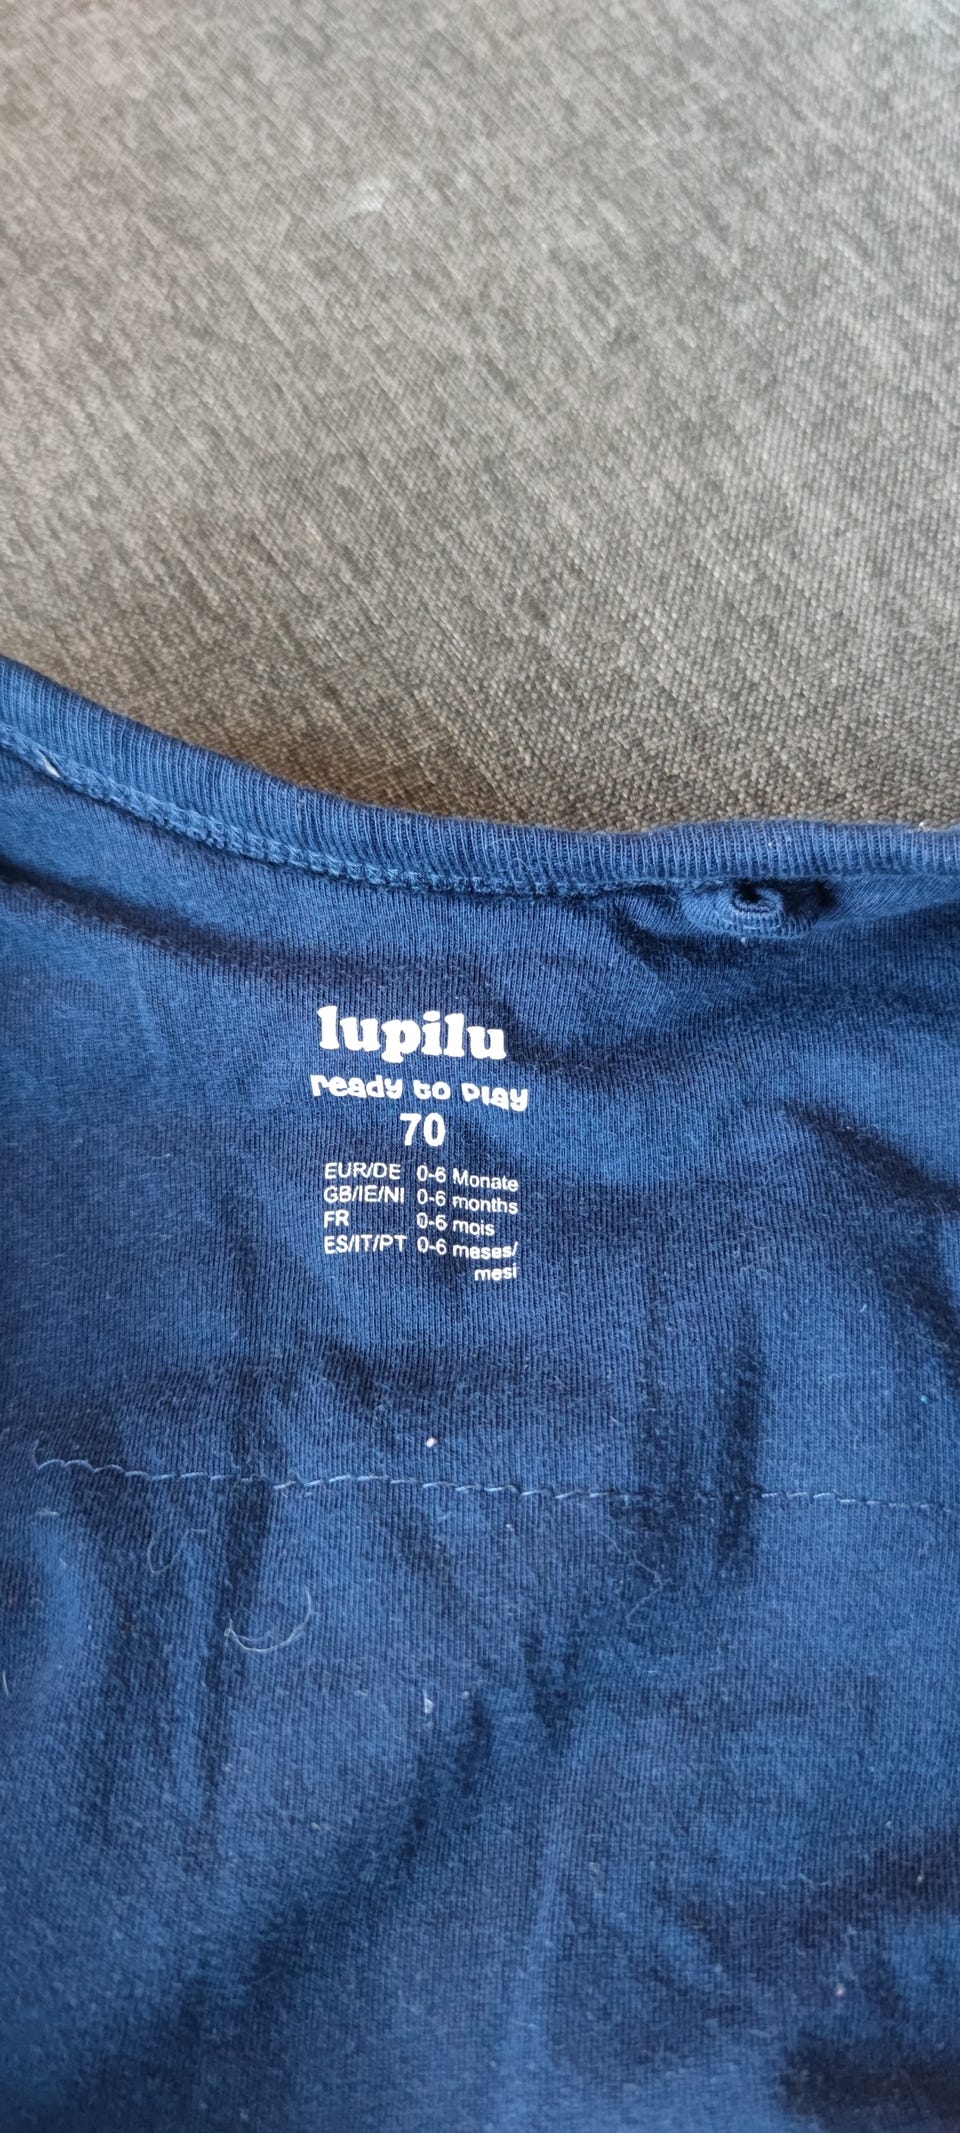 lupilu
ready to play
70
EUR/DE 0-6 Monate
GB/IE/NI 0-6 months
FR 0-6 mois
ES/IT/PT 0-6 meses/
mesi